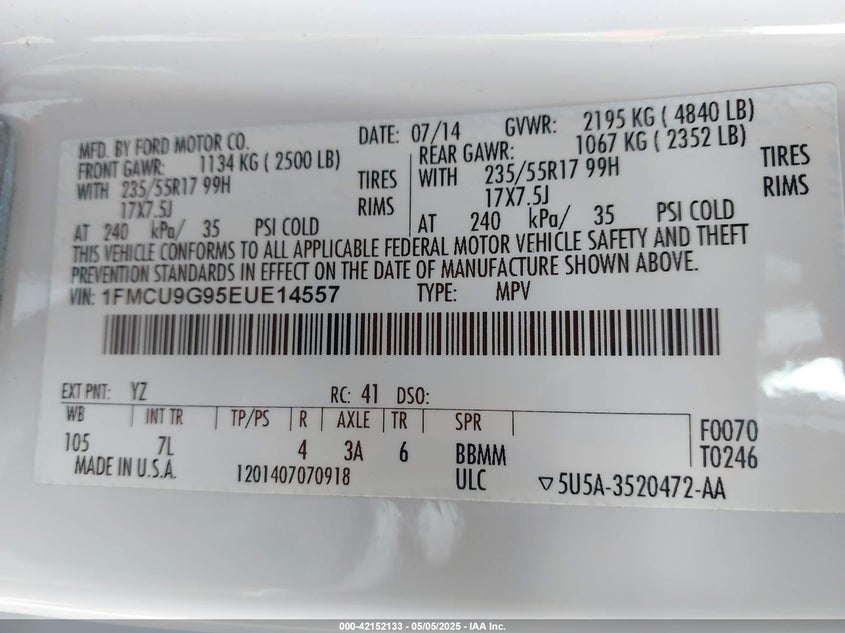 MFD. BY FORD MOTOR CO. DATE: 07/14 GVWR: 2195 KG ( 4840 LB)
FRONT GAWR: 1134 KG ( 2500 LB) REAR GAWR: 1067 KG ( 2352 LB)
WITH 235/55R17 99H TIRES WITH 235/55R17 99H TIRES
17X7.5J RIMS 17X7.5J RIMS
AT 240 kPa/ 35 PSI COLD AT 240 kPa/ 35 PSI COLD
THIS VEHICLE CONFORMS TO ALL APPLICABLE FEDERAL MOTOR VEHICLE SAFETY AND THEFT
PREVENTION STANDARDS IN EFFECT ON THE DATE OF MANUFACTURE SHOWN ABOVE.
VIN: 1FMCU9G95EUE14557 TYPE: MPV
EXT PNT: YZ RC: 41 DSO:
WB INT TR TP/PS R AXLE TR SPR F0070
105 7L 4 3A 6 BBMM T0246
MADE IN U.S.A. 1201407070918 ULC ▽5U5A-3520472-AA
000-42152133 - 05/05/2025 - IAA Inc.